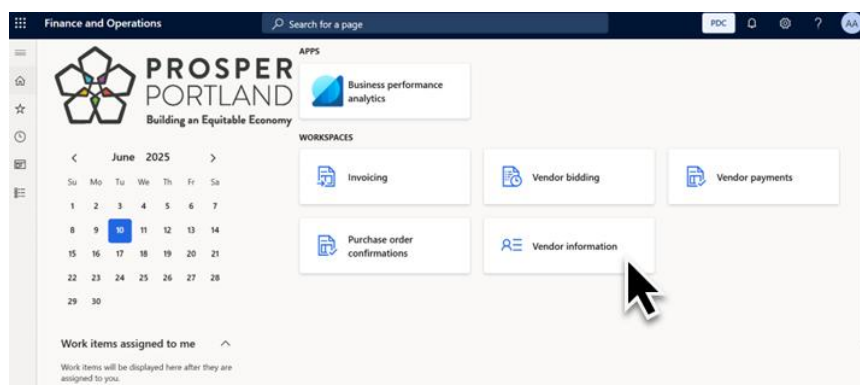 Finance and Operations
Search for a page
PDC
?
AA
PROSPER
PORTLAND
Building an Equitable Economy
APPS
Business performance
analytics
WORKSPACES
Invoicing
Vendor bidding
Vendor payments
Purchase order
confirmations
Vendor information
June 2025
Su Mo Tu We Th Fr Sa
1 2 3 4 5 6 7
8 9 10 11 12 13 14
15 16 17 18 19 20 21
22 23 24 25 26 27 28
29 30
Work items assigned to me
Work items will be displayed here after they are
assigned to you.